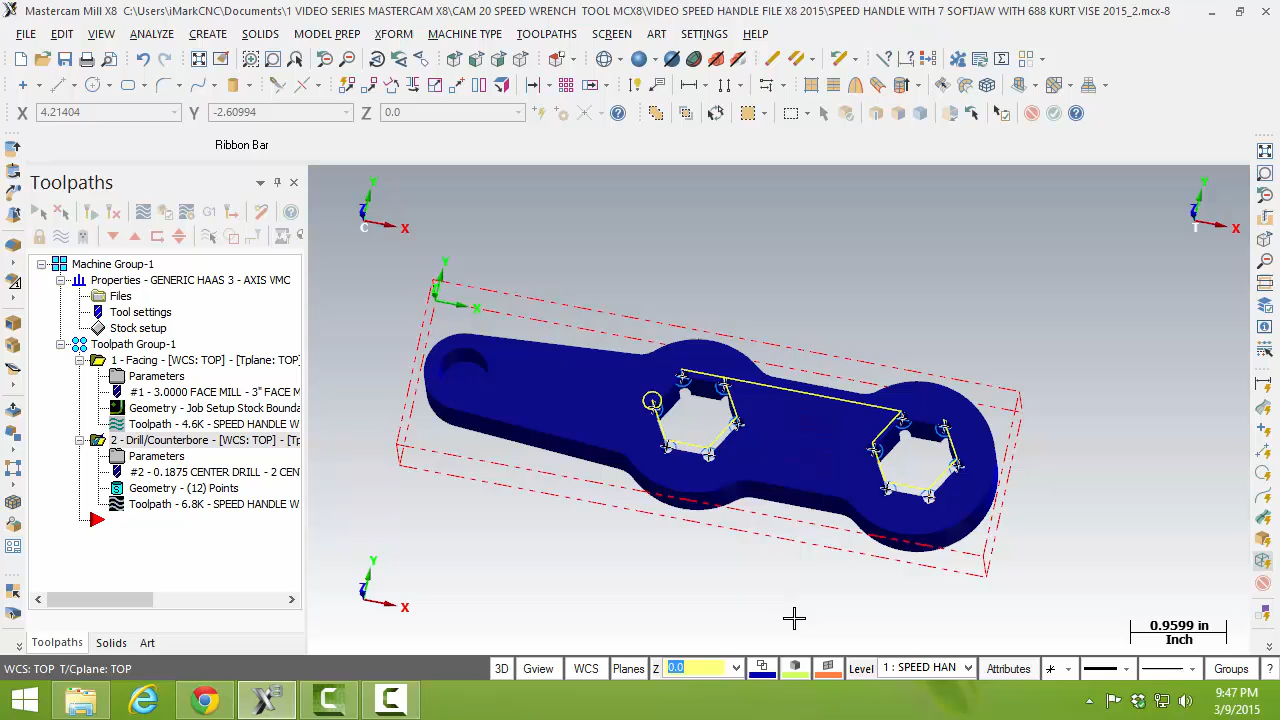 Mastercam Mill X8 C:\Users\iMarkCNC\Documents\1 VIDEO SERIES MASTERCAM X8\CAM 20 SPEED WRENCH TOOL MCX8\VIDEO SPEED HANDLE FILE X8 2015\SPEED HANDLE WITH 7 SOFTJAW WITH 688 KURT VISE 2015_2.mcx-8
FILE EDIT VIEW ANALYZE CREATE SOLIDS MODEL PREP XFORM MACHINE TYPE TOOLPATHS SCREEN ART SETTINGS HELP
X 4.21404 Y -2.60994 Z 0.0
Ribbon Bar
Toolpaths
G1
Machine Group-1
Properties - GENERIC HAAS 3 - AXIS VMC
Files
Tool settings
Stock setup
Toolpath Group-1
1 - Facing - [WCS: TOP] - [Tplane: TOP]
Parameters
#1 - 3.0000 FACE MILL - 3" FACE M
Geometry - Job Setup Stock Bounda
Toolpath - 4.6K - SPEED HANDLE W
2 - Drill/Counterbore - [WCS: TOP] - [Tp
Parameters
#2 - 0.1875 CENTER DRILL - 2 CEN
Geometry - (12) Points
Toolpath - 6.8K - SPEED HANDLE W
Y
Z
C X
Y
Z
T X
Y
X
Y
Z
X
0.9599 in
Inch
Toolpaths Solids Art
WCS: TOP T/Cplane: TOP
3D Gview WCS Planes Z 0.0 Level 1 : SPEED HAN Attributes Groups ?
9:47 PM
3/9/2015